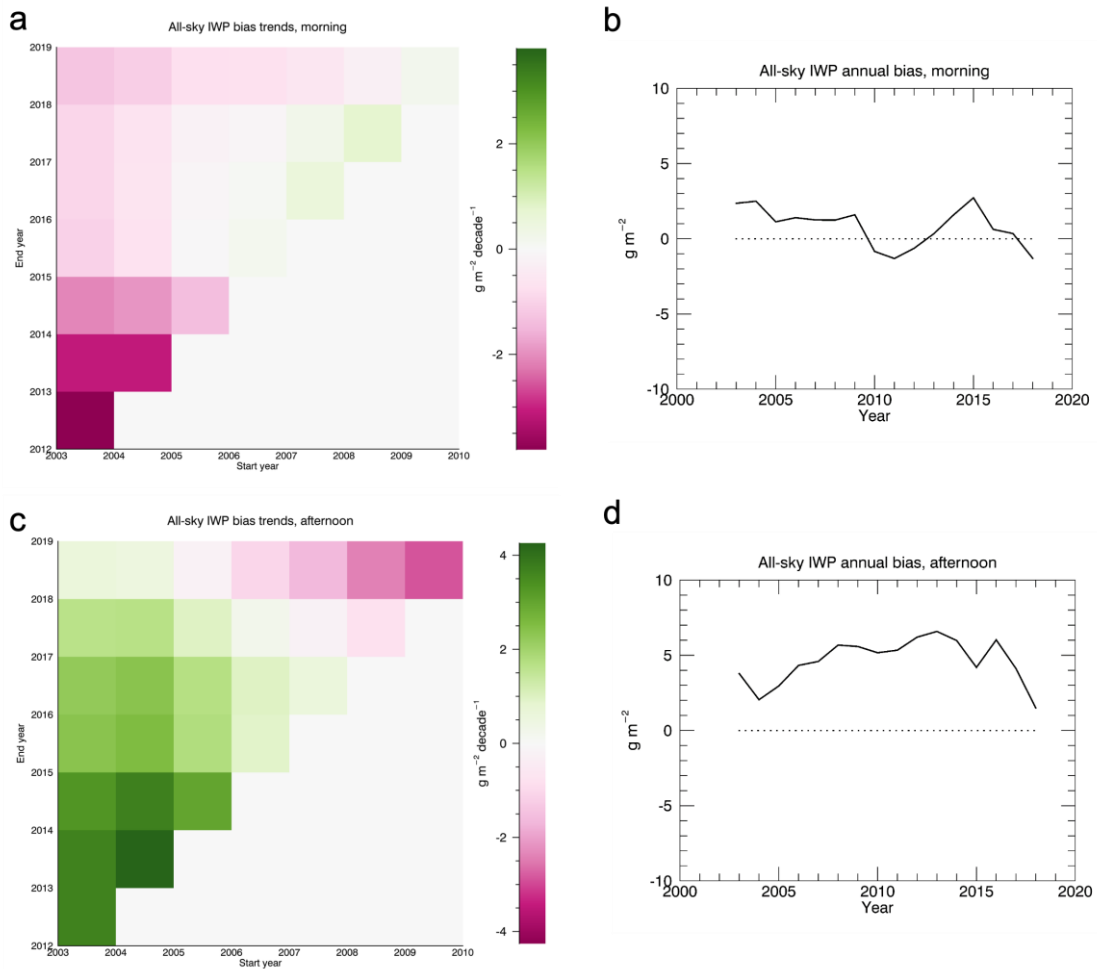 a
All-sky IWP bias trends, morning
2019
2018
2017
2016
2015
2014
2013
2012
End year
2003 2004 2005 2006 2007 2008 2009 2010
Start year
2
0
-2
g m⁻² decade⁻¹
b
All-sky IWP annual bias, morning
10
5
0
-5
-10
g m⁻²
2000 2005 2010 2015 2020
Year
c
All-sky IWP bias trends, afternoon
2019
2018
2017
2016
2015
2014
2013
2012
End year
2003 2004 2005 2006 2007 2008 2009 2010
Start year
4
2
0
-2
-4
g m⁻² decade⁻¹
d
All-sky IWP annual bias, afternoon
10
5
0
-5
-10
g m⁻²
2000 2005 2010 2015 2020
Year